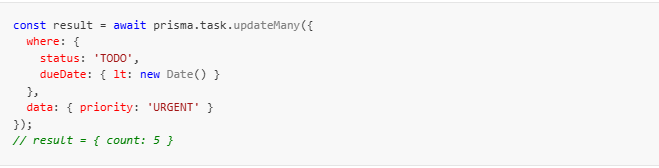 const result = await prisma.task.updateMany({
  where: {
    status: 'TODO',
    dueDate: { lt: new Date() }
  },
  data: { priority: 'URGENT' }
});
// result = { count: 5 }